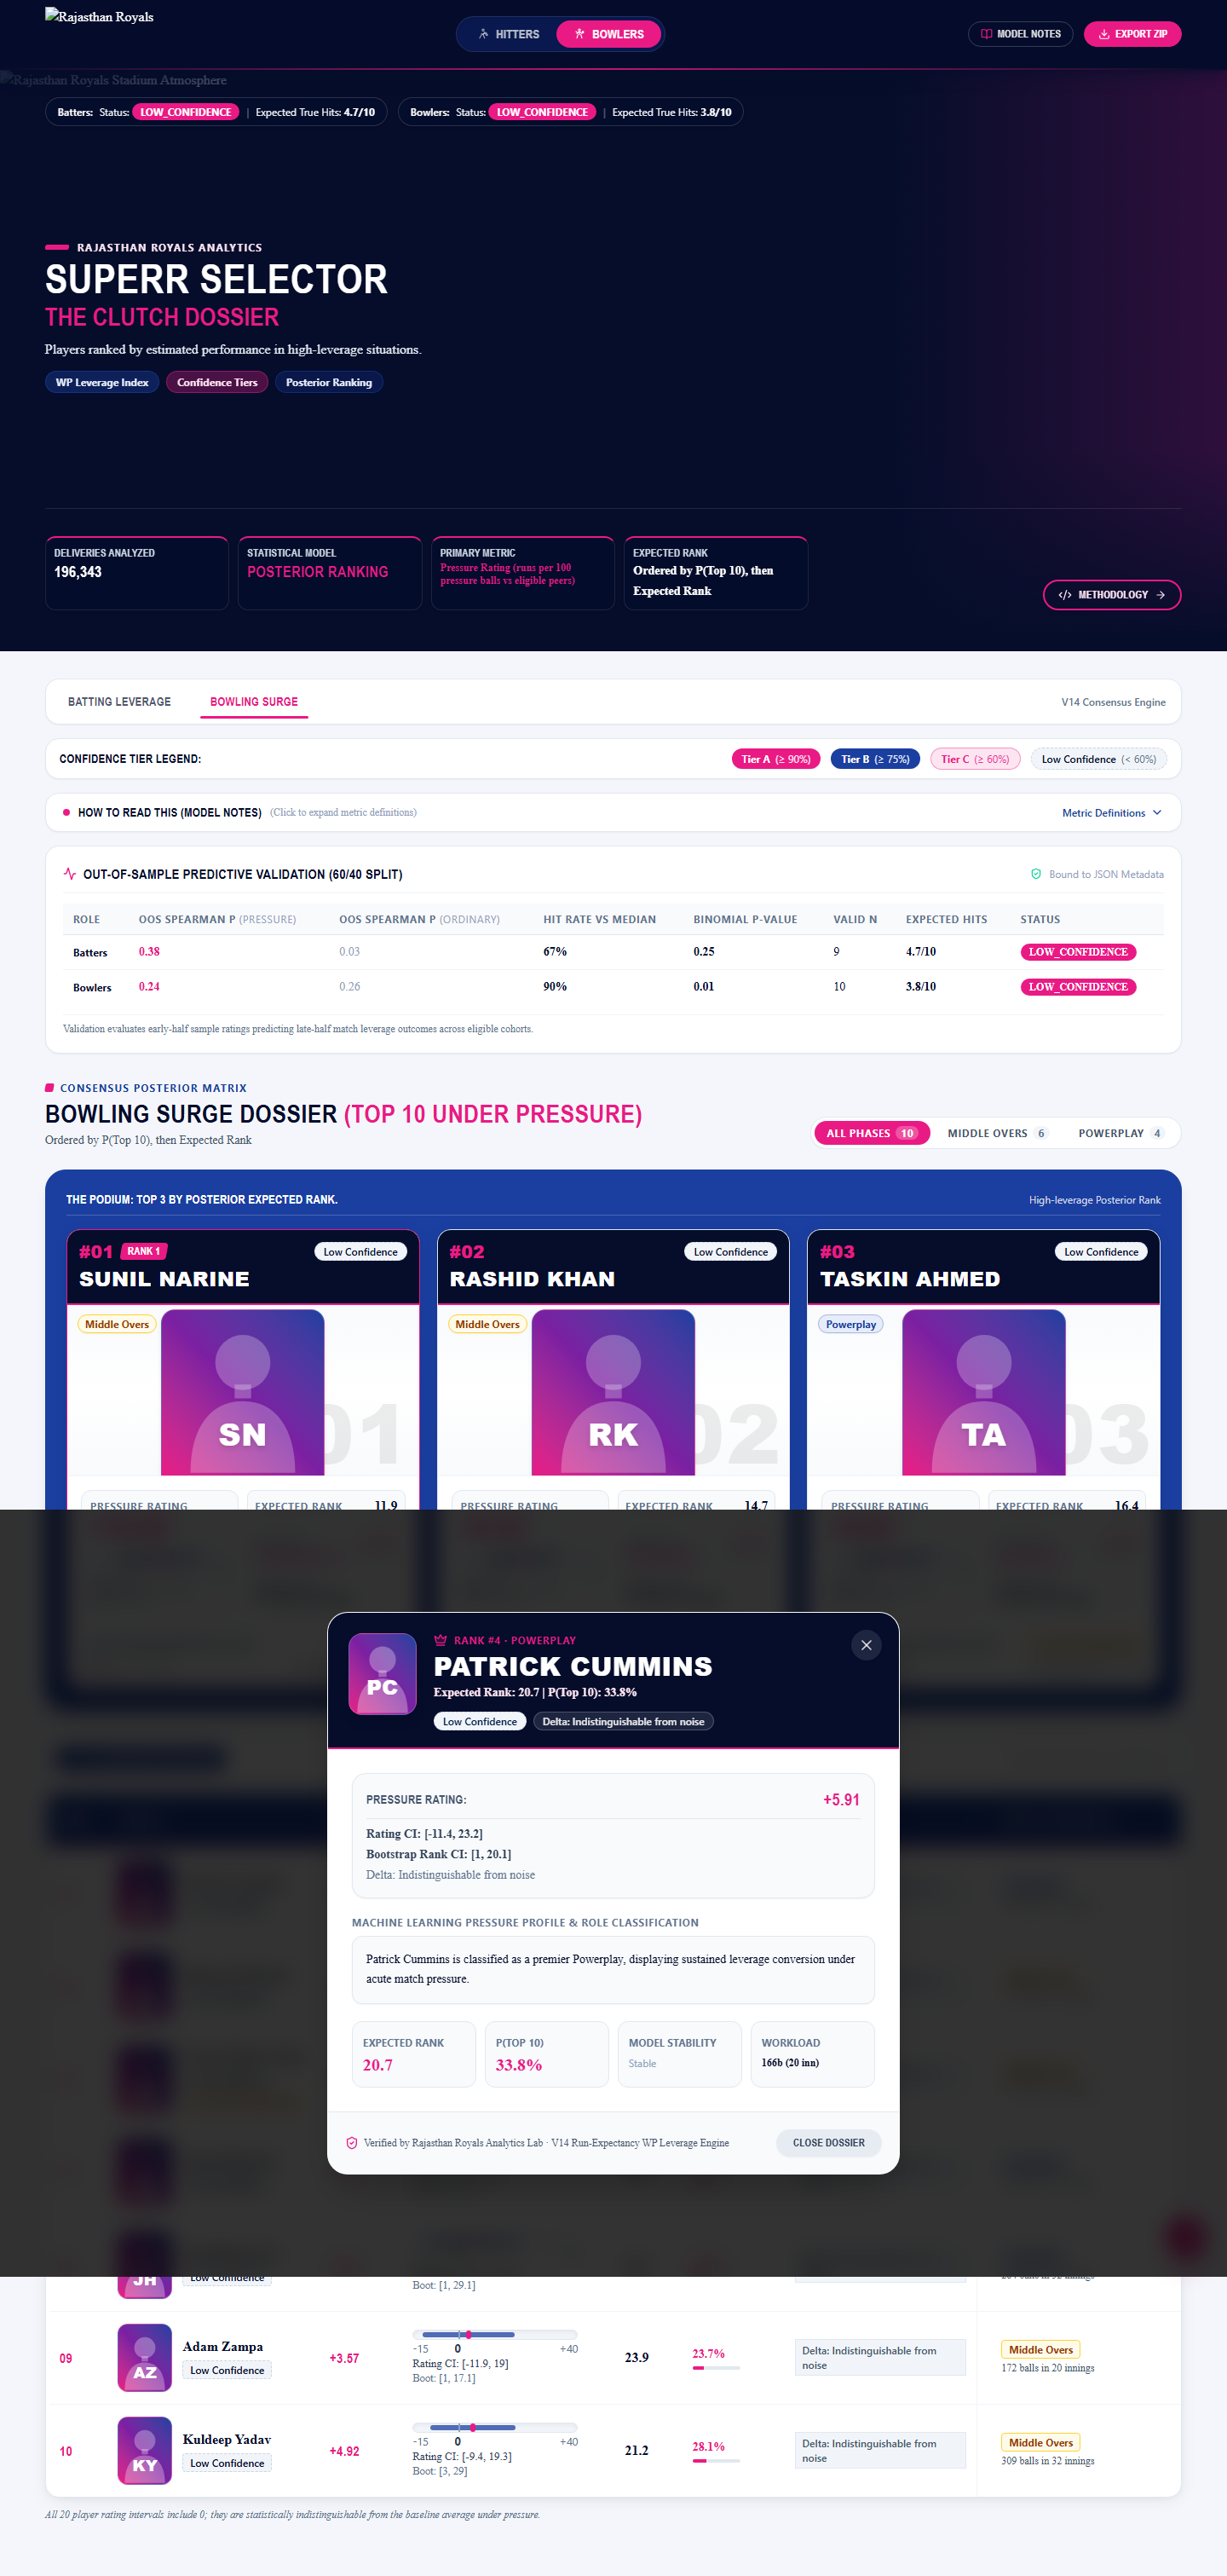 Rajasthan Royals
HITTERS
BOWLERS
MODEL NOTES
EXPORT ZIP
Rajasthan Royals Stadium Atmosphere
Batters: Status: LOW_CONFIDENCE | Expected True Hits: 4.7/10
Bowlers: Status: LOW_CONFIDENCE | Expected True Hits: 3.8/10
RAJASTHAN ROYALS ANALYTICS
SUPERR SELECTOR
THE CLUTCH DOSSIER
Players ranked by estimated performance in high-leverage situations.
WP Leverage Index
Confidence Tiers
Posterior Ranking
DELIVERIES ANALYZED
196,343
STATISTICAL MODEL
POSTERIOR RANKING
PRIMARY METRIC
Pressure Rating (runs per 100
pressure balls vs eligible peers)
EXPECTED RANK
Ordered by P(Top 10), then
Expected Rank
METHODOLOGY
BATTING LEVERAGE
BOWLING SURGE
V14 Consensus Engine
CONFIDENCE TIER LEGEND:
Tier A (≥ 90%)
Tier B (≥ 75%)
Tier C (≥ 60%)
Low Confidence (< 60%)
HOW TO READ THIS (MODEL NOTES) (Click to expand metric definitions)
Metric Definitions
OUT-OF-SAMPLE PREDICTIVE VALIDATION (60/40 SPLIT)
Bound to JSON Metadata
ROLE OOS SPEARMAN Ρ (PRESSURE) OOS SPEARMAN Ρ (ORDINARY) HIT RATE VS MEDIAN BINOMIAL P-VALUE VALID N EXPECTED HITS STATUS
Batters 0.38 0.03 67% 0.25 9 4.7/10 LOW_CONFIDENCE
Bowlers 0.24 0.26 90% 0.01 10 3.8/10 LOW_CONFIDENCE
Validation evaluates early-half sample ratings predicting late-half match leverage outcomes across eligible cohorts.
CONSENSUS POSTERIOR MATRIX
BOWLING SURGE DOSSIER (TOP 10 UNDER PRESSURE)
Ordered by P(Top 10), then Expected Rank
ALL PHASES 10
MIDDLE OVERS 6
POWERPLAY 4
THE PODIUM: TOP 3 BY POSTERIOR EXPECTED RANK.
High-leverage Posterior Rank
#01 RANK 1
Low Confidence
SUNIL NARINE
Middle Overs
SN
01
PRESSURE RATING
EXPECTED RANK 11.9
#02
Low Confidence
RASHID KHAN
Middle Overs
RK
02
PRESSURE RATING
EXPECTED RANK 14.7
#03
Low Confidence
TASKIN AHMED
Powerplay
TA
03
PRESSURE RATING
EXPECTED RANK 16.4
PC
RANK #4 · POWERPLAY
PATRICK CUMMINS
Expected Rank: 20.7 | P(Top 10): 33.8%
Low Confidence
Delta: Indistinguishable from noise
PRESSURE RATING:
+5.91
Rating CI: [-11.4, 23.2]
Bootstrap Rank CI: [1, 20.1]
Delta: Indistinguishable from noise
MACHINE LEARNING PRESSURE PROFILE & ROLE CLASSIFICATION
Patrick Cummins is classified as a premier Powerplay, displaying sustained leverage conversion under
acute match pressure.
EXPECTED RANK
20.7
P(TOP 10)
33.8%
MODEL STABILITY
Stable
WORKLOAD
166b (20 inn)
Verified by Rajasthan Royals Analytics Lab · V14 Run-Expectancy WP Leverage Engine
CLOSE DOSSIER
JH
Low Confidence
Boot: [1, 29.1]
09
AZ
Adam Zampa
Low Confidence
+3.57
-15 0 +40
Rating CI: [-11.9, 19]
Boot: [1, 17.1]
23.9
23.7%
Delta: Indistinguishable from
noise
Middle Overs
172 balls in 20 innings
10
KY
Kuldeep Yadav
Low Confidence
+4.92
-15 0 +40
Rating CI: [-9.4, 19.3]
Boot: [3, 29]
21.2
28.1%
Delta: Indistinguishable from
noise
Middle Overs
309 balls in 32 innings
All 20 player rating intervals include 0; they are statistically indistinguishable from the baseline average under pressure.